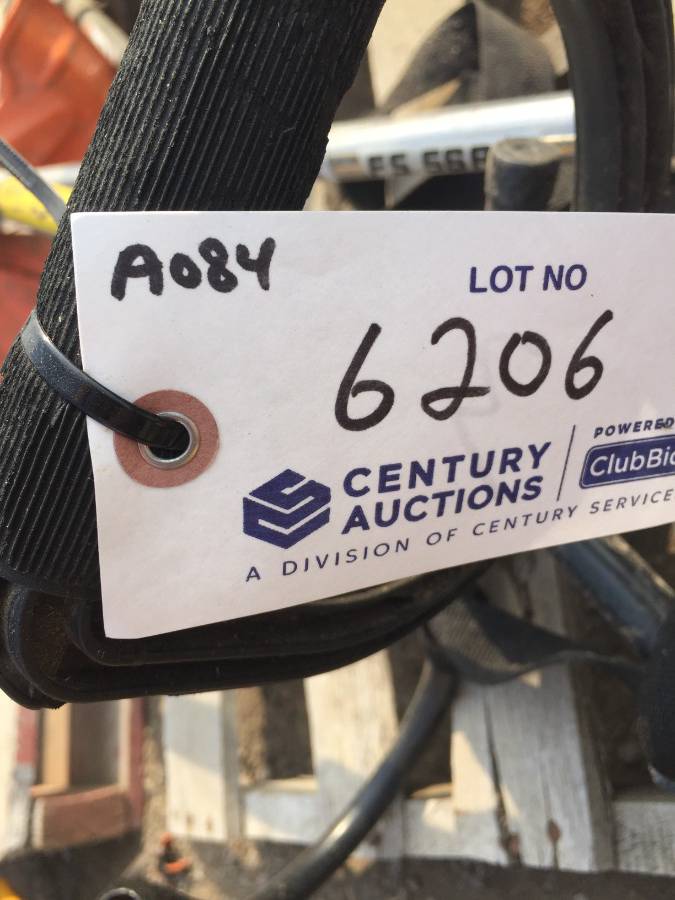 A084
LOT NO
6206
CENTURY
AUCTIONS
POWERED
ClubBid
A DIVISION OF CENTURY SERVICE